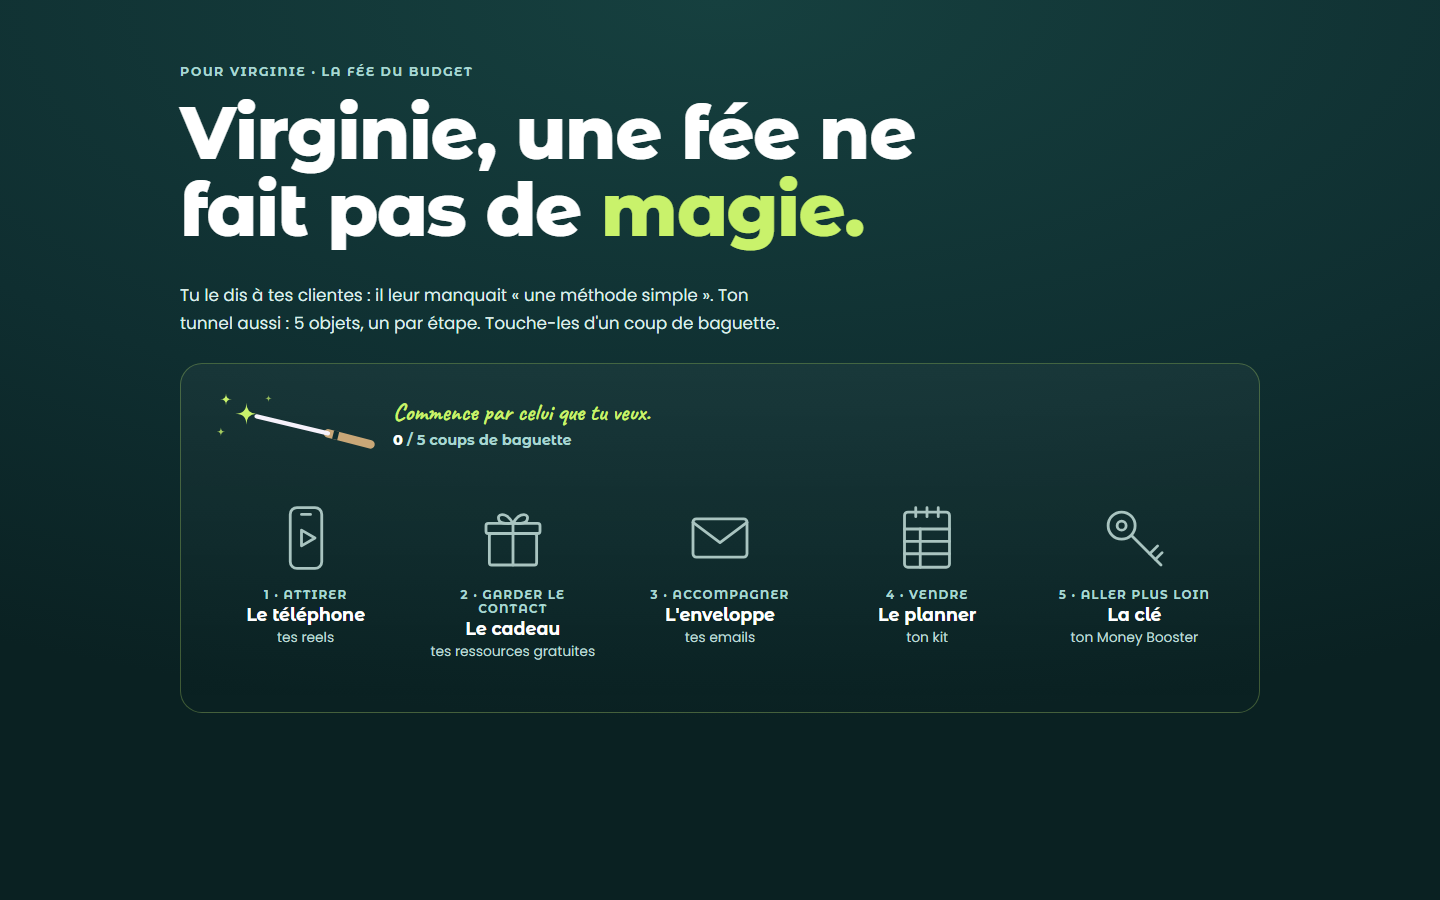 POUR VIRGINIE · LA FÉE DU BUDGET
Virginie, une fée ne
fait pas de magie.
Tu le dis à tes clientes : il leur manquait « une méthode simple ». Ton
tunnel aussi : 5 objets, un par étape. Touche-les d'un coup de baguette.
Commence par celui que tu veux.
0 / 5 coups de baguette
1 · ATTIRER
Le téléphone
tes reels
2 · GARDER LE
CONTACT
Le cadeau
tes ressources gratuites
3 · ACCOMPAGNER
L'enveloppe
tes emails
4 · VENDRE
Le planner
ton kit
5 · ALLER PLUS LOIN
La clé
ton Money Booster